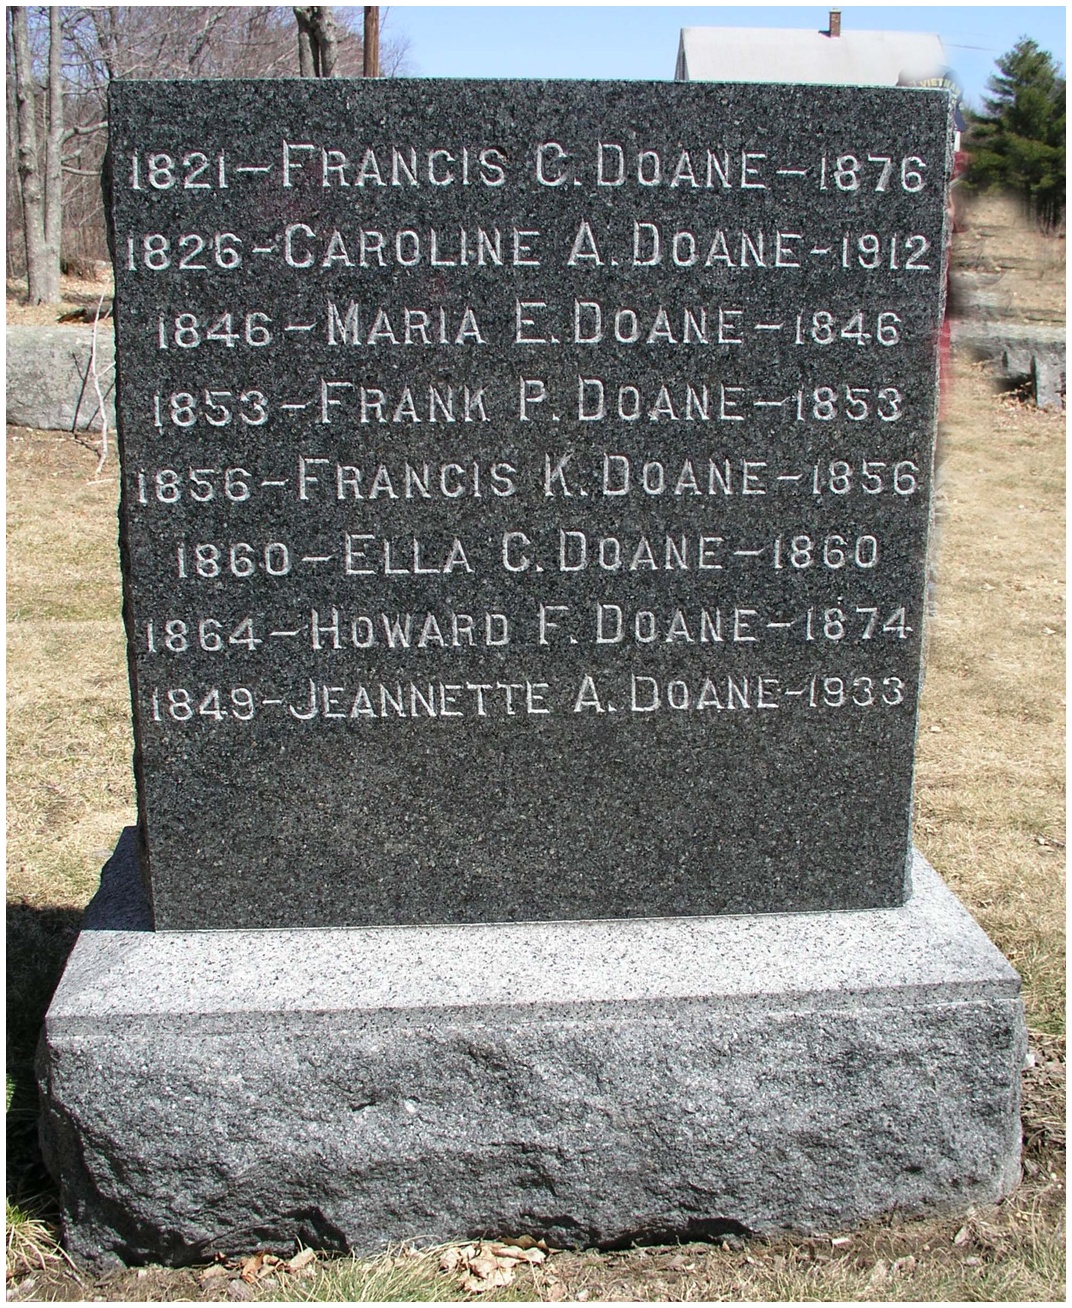 1821–FRANCIS C. DOANE–1876
1826–CAROLINE A. DOANE–1912
1846–MARIA E. DOANE–1846
1853–FRANK P. DOANE–1853
1856–FRANCIS K. DOANE–1856
1860–ELLA C. DOANE–1860
1864–HOWARD F. DOANE–1874
1849–JEANNETTE A. DOANE–1933